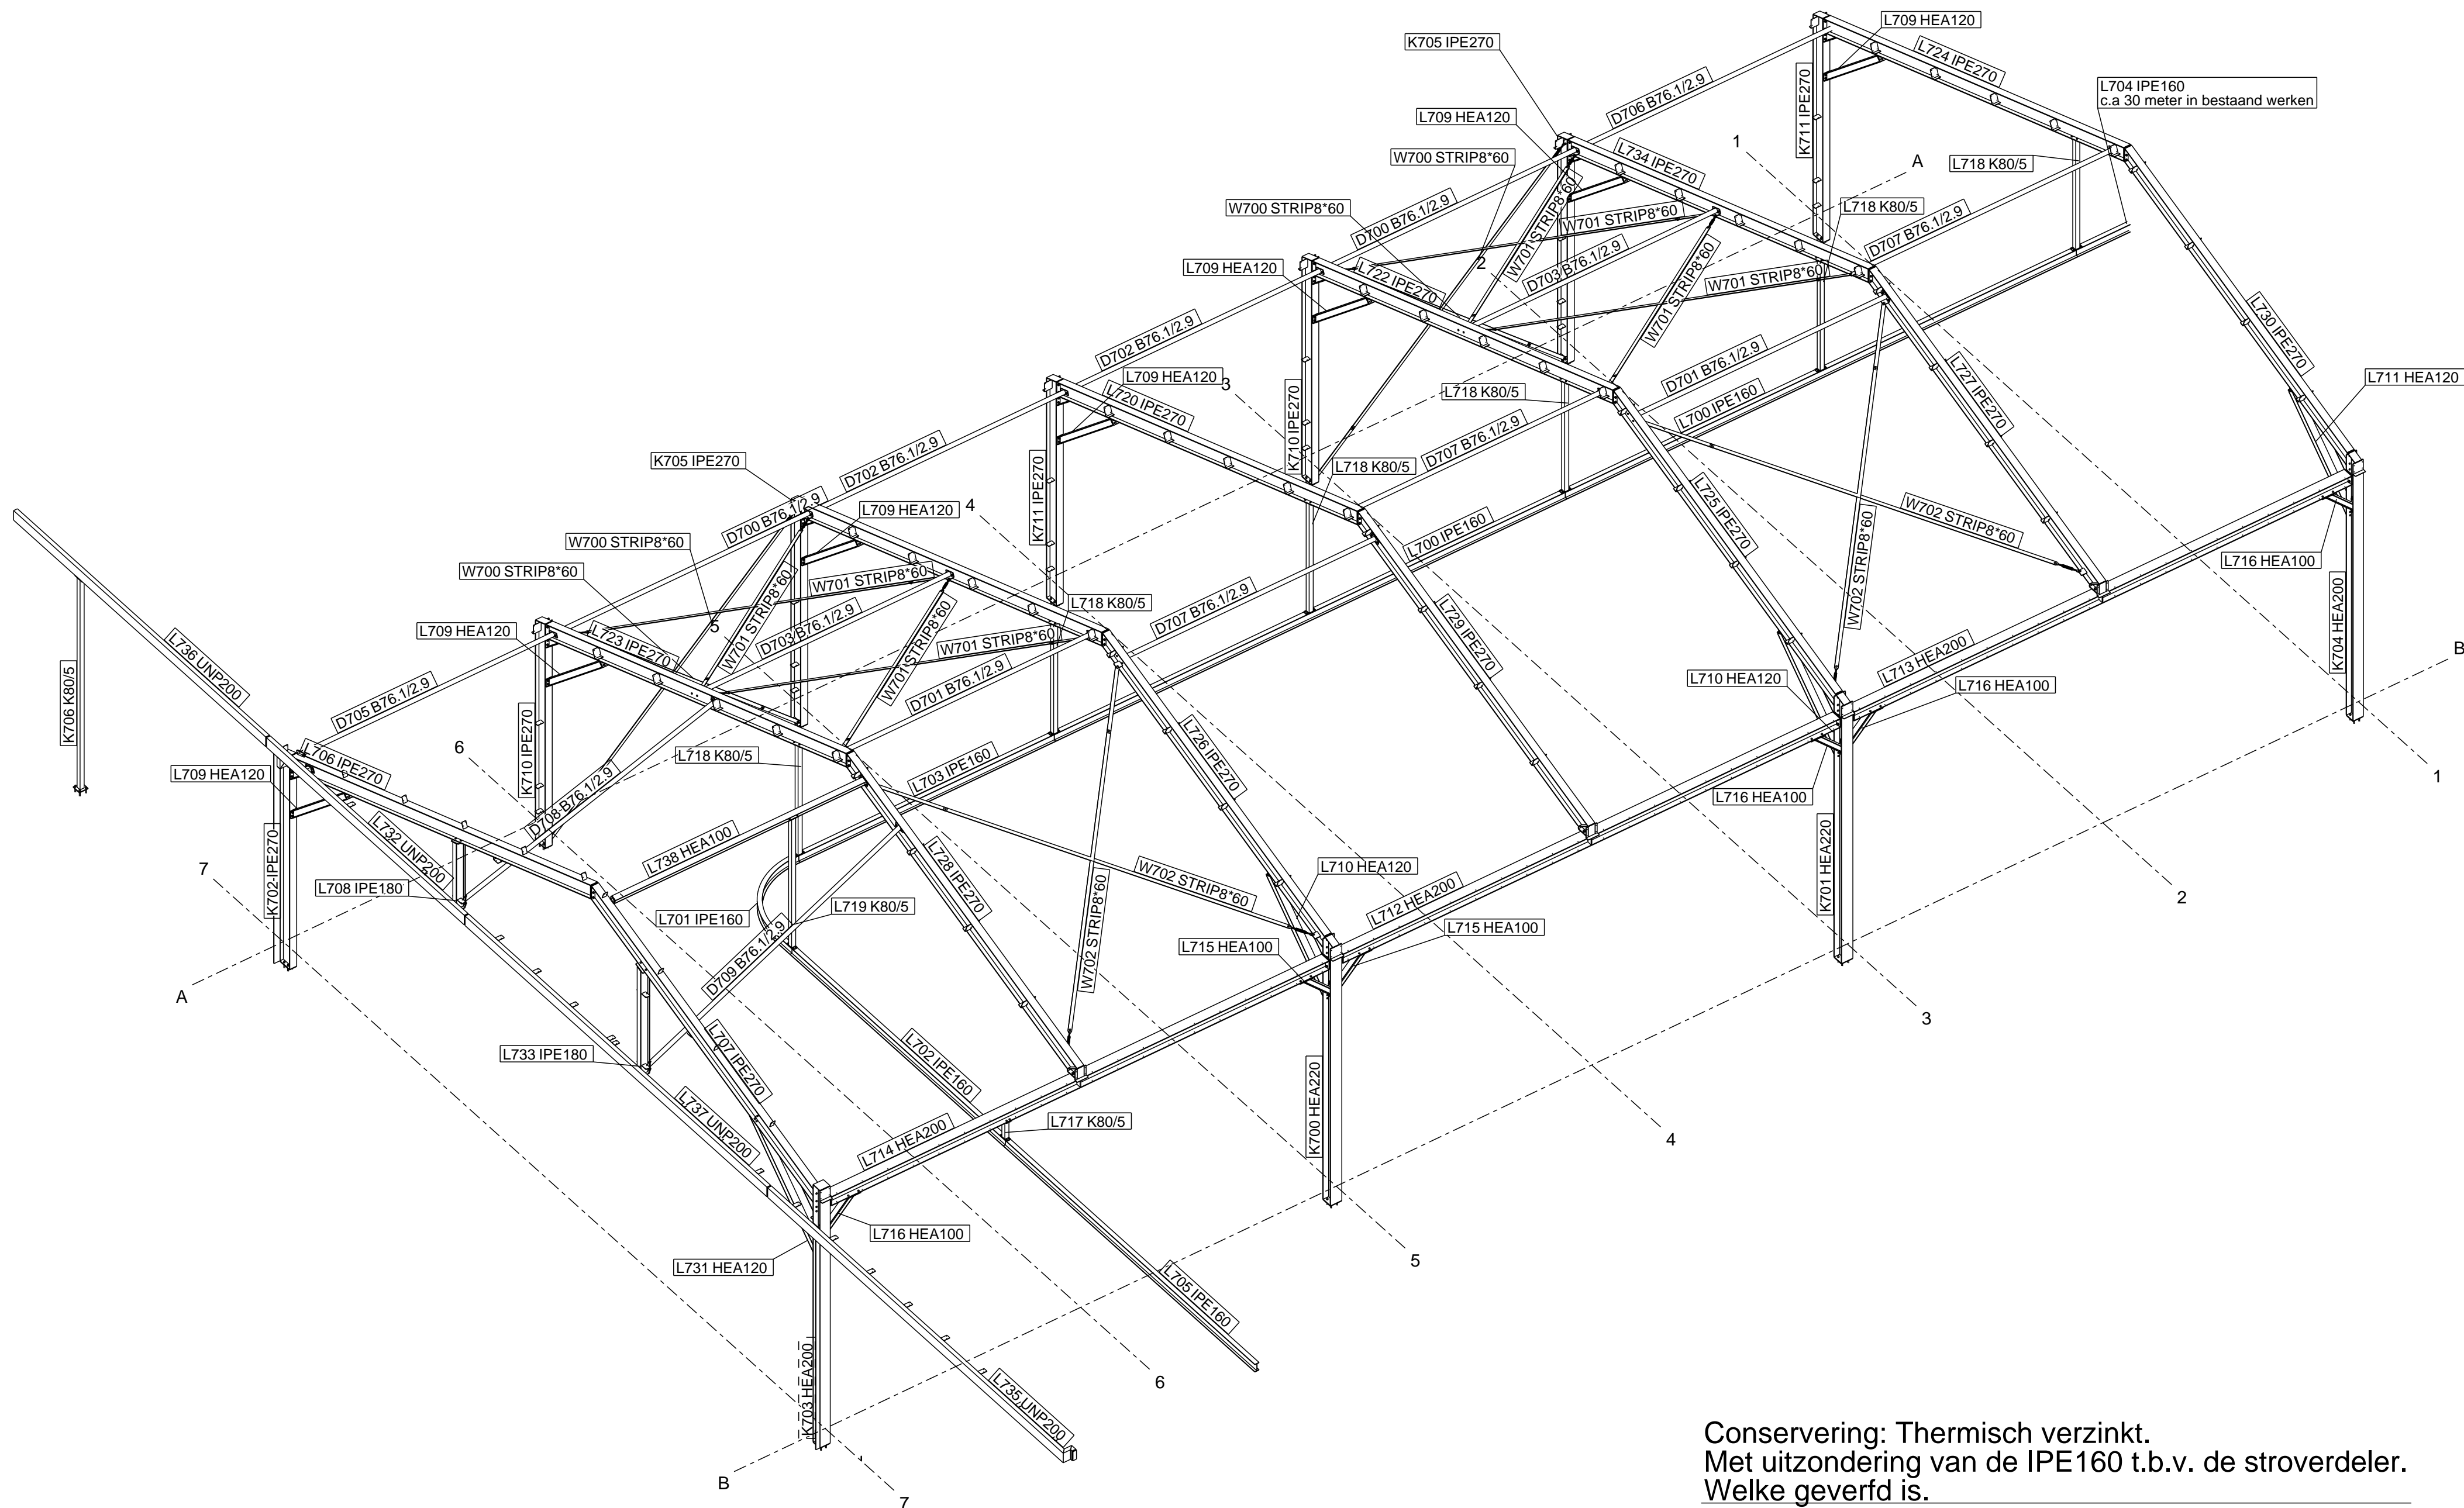 L709 HEA120
K705 IPE270
L724 IPE270
L704 IPE160
c.a 30 meter in bestaand werken
D706 B76.1/2.9
K711 IPE270
L709 HEA120
W700 STRIP8*60
L734 IPE270
1
A
L718 K80/5
W700 STRIP8*60
D700 B76.1/2.9
W701 STRIP8*60
W701 STRIP8*60
L718 K80/5
D707 B76.1/2.9
L709 HEA120
L722 IPE270
2
D703 B76.1/2.9
W701 STRIP8*60
W701 STRIP8*60
L730 IPE270
D702 B76.1/2.9
L709 HEA120
3
L720 IPE270
L718 K80/5
D701 B76.1/2.9
L700 IPE160
L727 IPE270
L711 HEA120
K705 IPE270
D702 B76.1/2.9
K710 IPE270
D707 B76.1/2.9
L718 K80/5
K711 IPE270
D700 B76.1/2.9
L709 HEA120
4
L725 IPE270
W702 STRIP8*60
W702 STRIP8*60
W700 STRIP8*60
L700 IPE160
L716 HEA100
W700 STRIP8*60
W701 STRIP8*60
W701 STRIP8*60
L718 K80/5
D707 B76.1/2.9
L729 IPE270
K704 HEA200
L709 HEA120
L723 IPE270
5
D703 B76.1/2.9
W701 STRIP8*60
W701 STRIP8*60
B
L736 UNP200
K706 K80/5
D705 B76.1/2.9
D701 B76.1/2.9
L710 HEA120
L713 HEA200
L716 HEA100
L706 IPE270
6
K710 IPE270
L718 K80/5
L709 HEA120
L703 IPE160
L726 IPE270
L716 HEA100
1
D708 B76.1/2.9
L732 UNP200
L738 HEA100
7
K702 IPE270
L708 IPE180
L728 IPE270
W702 STRIP8*60
L710 HEA120
K701 HEA220
2
L701 IPE160
L719 K80/5
W702 STRIP8*60
L712 HEA200
L715 HEA100
L715 HEA100
D709 B76.1/2.9
A
3
L733 IPE180
L707 IPE270
L702 IPE160
K700 HEA220
L737 UNP200
L714 HEA200
L717 K80/5
4
L716 HEA100
L731 HEA120
5
L705 IPE160
K703 HEA200
6
L735 UNP200
B
7
Conservering: Thermisch verzinkt.
Met uitzondering van de IPE160 t.b.v. de stroverdeler.
Welke geverfd is.